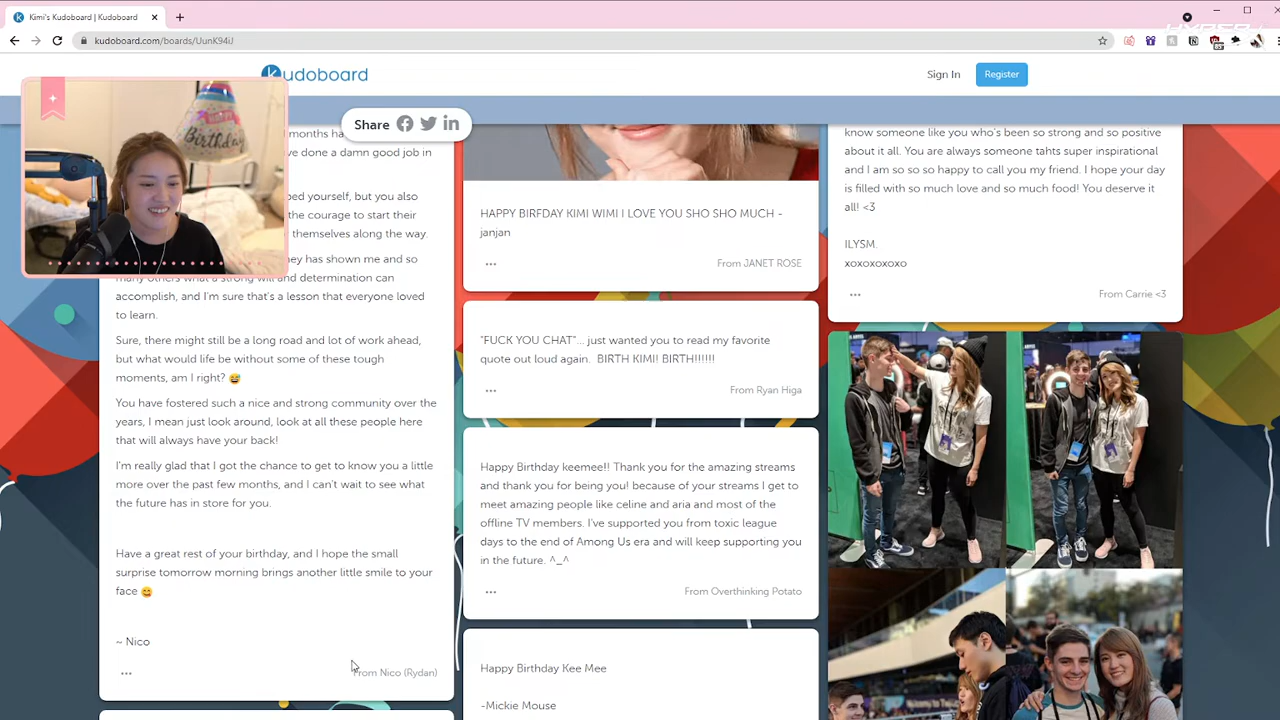 Kimi's Kudoboard | Kudoboard
kudoboard.com/boards/UunK94iJ
Kudoboard
Sign In
Register
Share
Birthday
months
done a damn good job in
yourself, but you also
the courage to start their
themselves along the way.
has shown me and so
many others what a strong will and determination can
accomplish, and I'm sure that's a lesson that everyone loved
to learn.
Sure, there might still be a long road and lot of work ahead,
but what would life be without some of these tough
moments, am I right? 😅
You have fostered such a nice and strong community over the
years, I mean just look around, look at all these people here
that will always have your back!
I'm really glad that I got the chance to get to know you a little
more over the past few months, and I can't wait to see what
the future has in store for you.
Have a great rest of your birthday, and I hope the small
surprise tomorrow morning brings another little smile to your
face 😄
~ Nico
From Nico (Rydan)
HAPPY BIRFDAY KIMI WIMI I LOVE YOU SHO SHO MUCH -
janjan
From JANET ROSE
"FUCK YOU CHAT"... just wanted you to read my favorite
quote out loud again. BIRTH KIMI! BIRTH!!!!!!
From Ryan Higa
Happy Birthday keemee!! Thank you for the amazing streams
and thank you for being you! because of your streams I get to
meet amazing people like celine and aria and most of the
offline TV members. I've supported you from toxic league
days to the end of Among Us era and will keep supporting you
in the future. ^_^
From Overthinking Potato
Happy Birthday Kee Mee
-Mickie Mouse
know someone like you who's been so strong and so positive
about it all. You are always someone tahts super inspirational
and I am so so so happy to call you my friend. I hope your day
is filled with so much love and so much food! You deserve it
all! <3
ILYSM.
xoxoxoxoxo
From Carrie <3